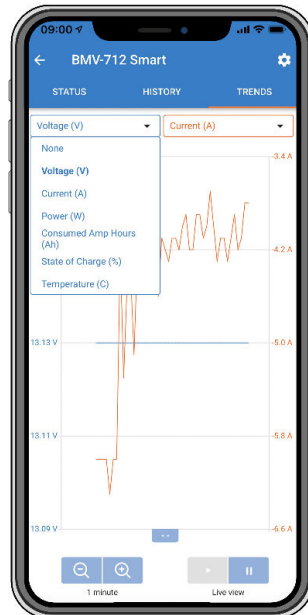 09:00
BMV-712 Smart
STATUS HISTORY TRENDS
Voltage (V) Current (A)
None
Voltage (V)
Current (A)
Power (W)
Consumed Amp Hours
(Ah)
State of Charge (%)
Temperature (C)
-3.4 A
-4.2 A
13.13 V -5.0 A
13.11 V -5.8 A
13.09 V -6.6 A
1 minute Live view